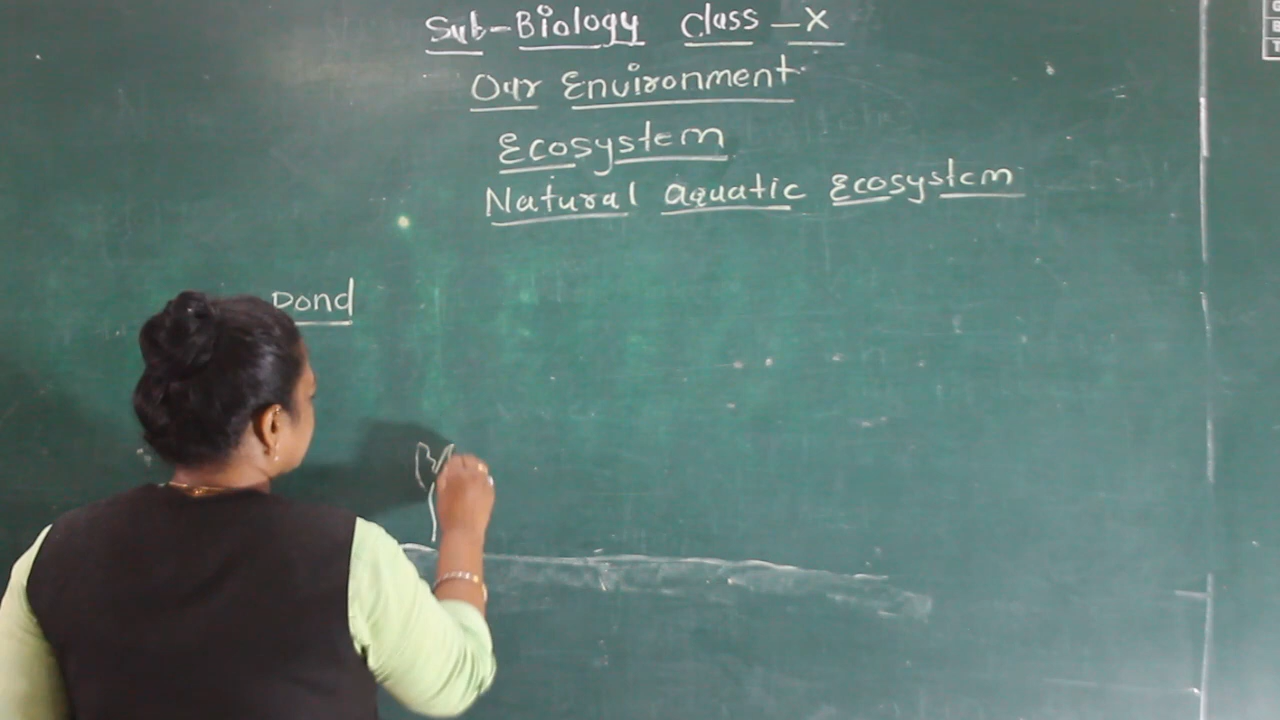 Sub-Biology Class - X
Our Environment
Ecosystem
Natural aquatic Ecosystem
Pond